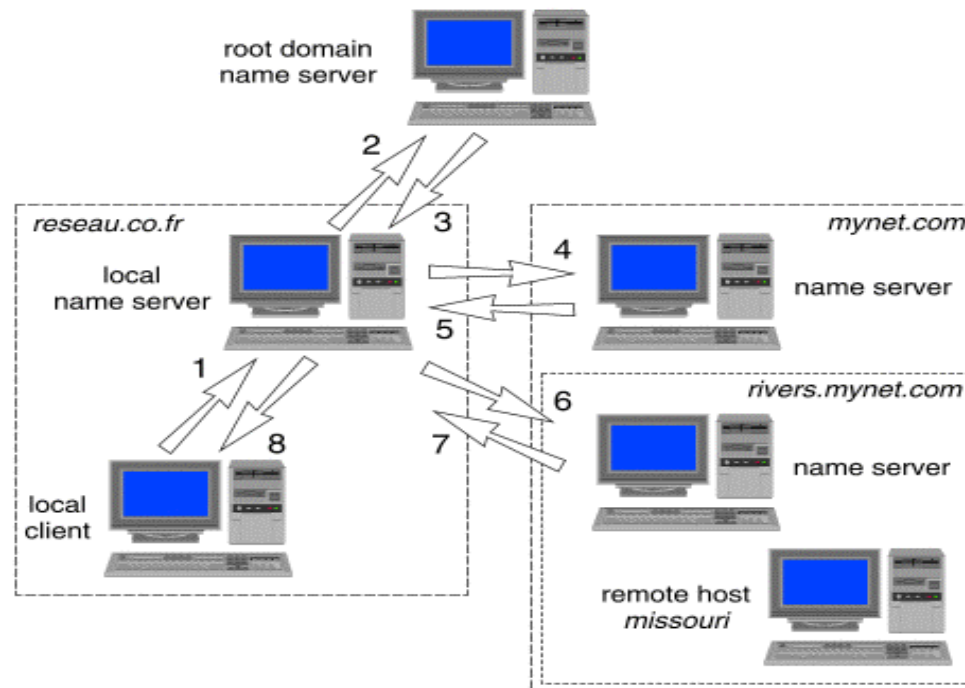 root domain
name server
2
3
reseau.co.fr
local
name server
4
5
mynet.com
name server
1
8
6
7
rivers.mynet.com
name server
local
client
remote host
missouri